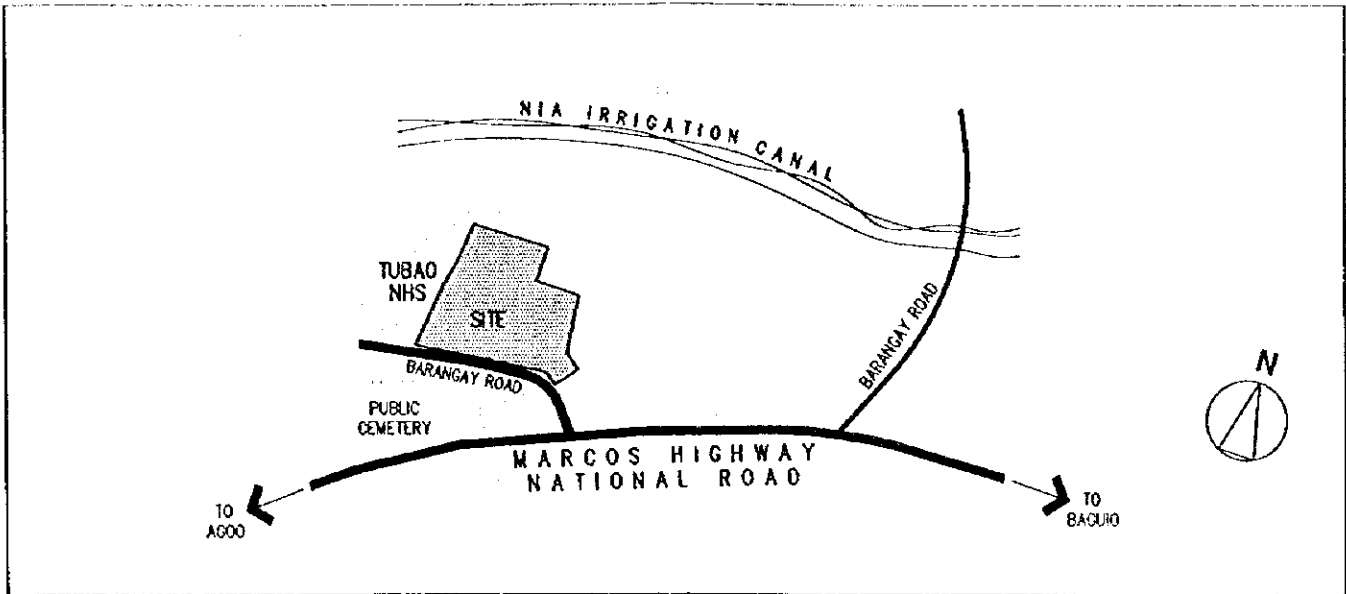 NIA IRRIGATION CANAL
TUBAO
NHS
SITE
BARANGAY ROAD
BARANGAY ROAD
PUBLIC
CEMETERY
N
MARCOS HIGHWAY
NATIONAL ROAD
TO
AGOO
TO
BAGUIO